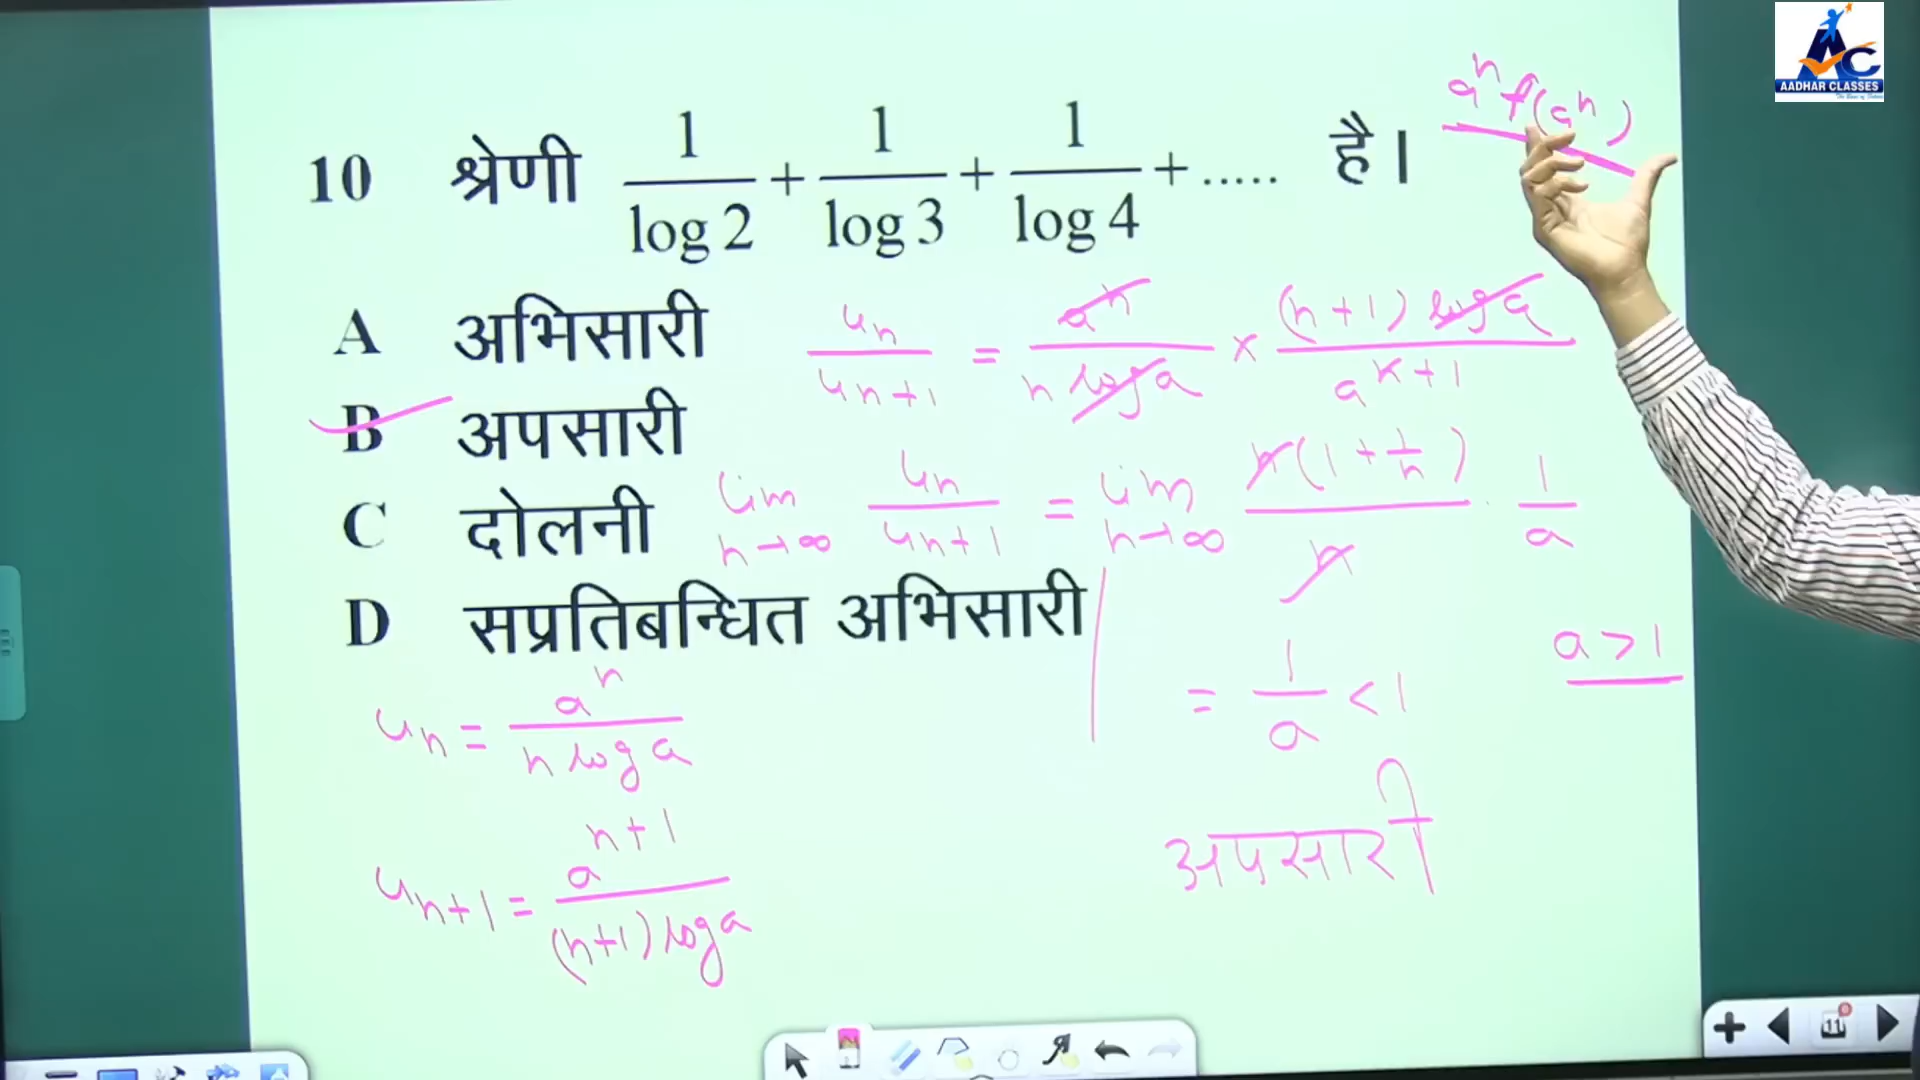 AADHAR CLASSES
aⁿ f(aⁿ)
10 श्रेणी 1/log 2 + 1/log 3 + 1/log 4 + ..... है।
A अभिसारी
uₙ/uₙ₊₁ = aⁿ/(n log a) × (n+1) log a/aⁿ⁺¹
B अपसारी
C दोलनी
lim n→∞ uₙ/uₙ₊₁ = lim n→∞ n(1+1/n)/n · 1/a
D सप्रतिबन्धित अभिसारी
= 1/a < 1
a > 1
uₙ = aⁿ/(n log a)
uₙ₊₁ = aⁿ⁺¹/((n+1) log a)
अपसारी
11